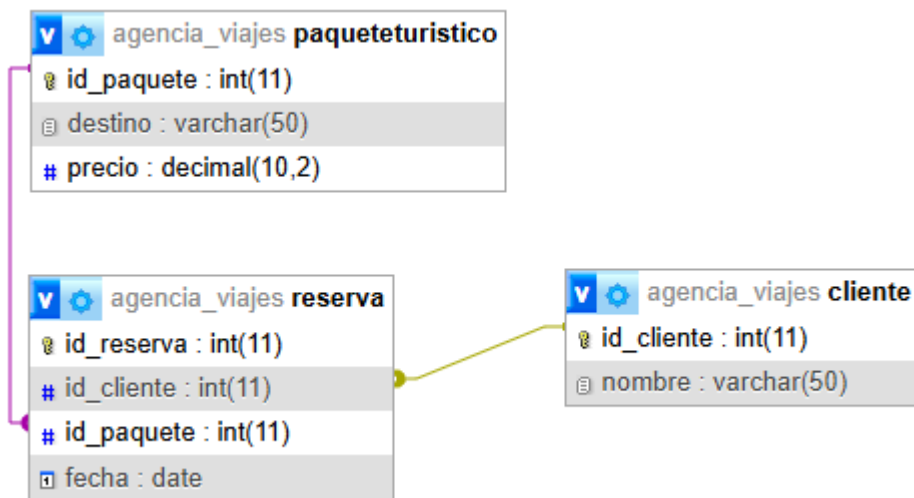 agencia_viajes paqueteturistico
id_paquete : int(11)
destino : varchar(50)
# precio : decimal(10,2)
agencia_viajes reserva
id_reserva : int(11)
# id_cliente : int(11)
# id_paquete : int(11)
fecha : date
agencia_viajes cliente
id_cliente : int(11)
nombre : varchar(50)